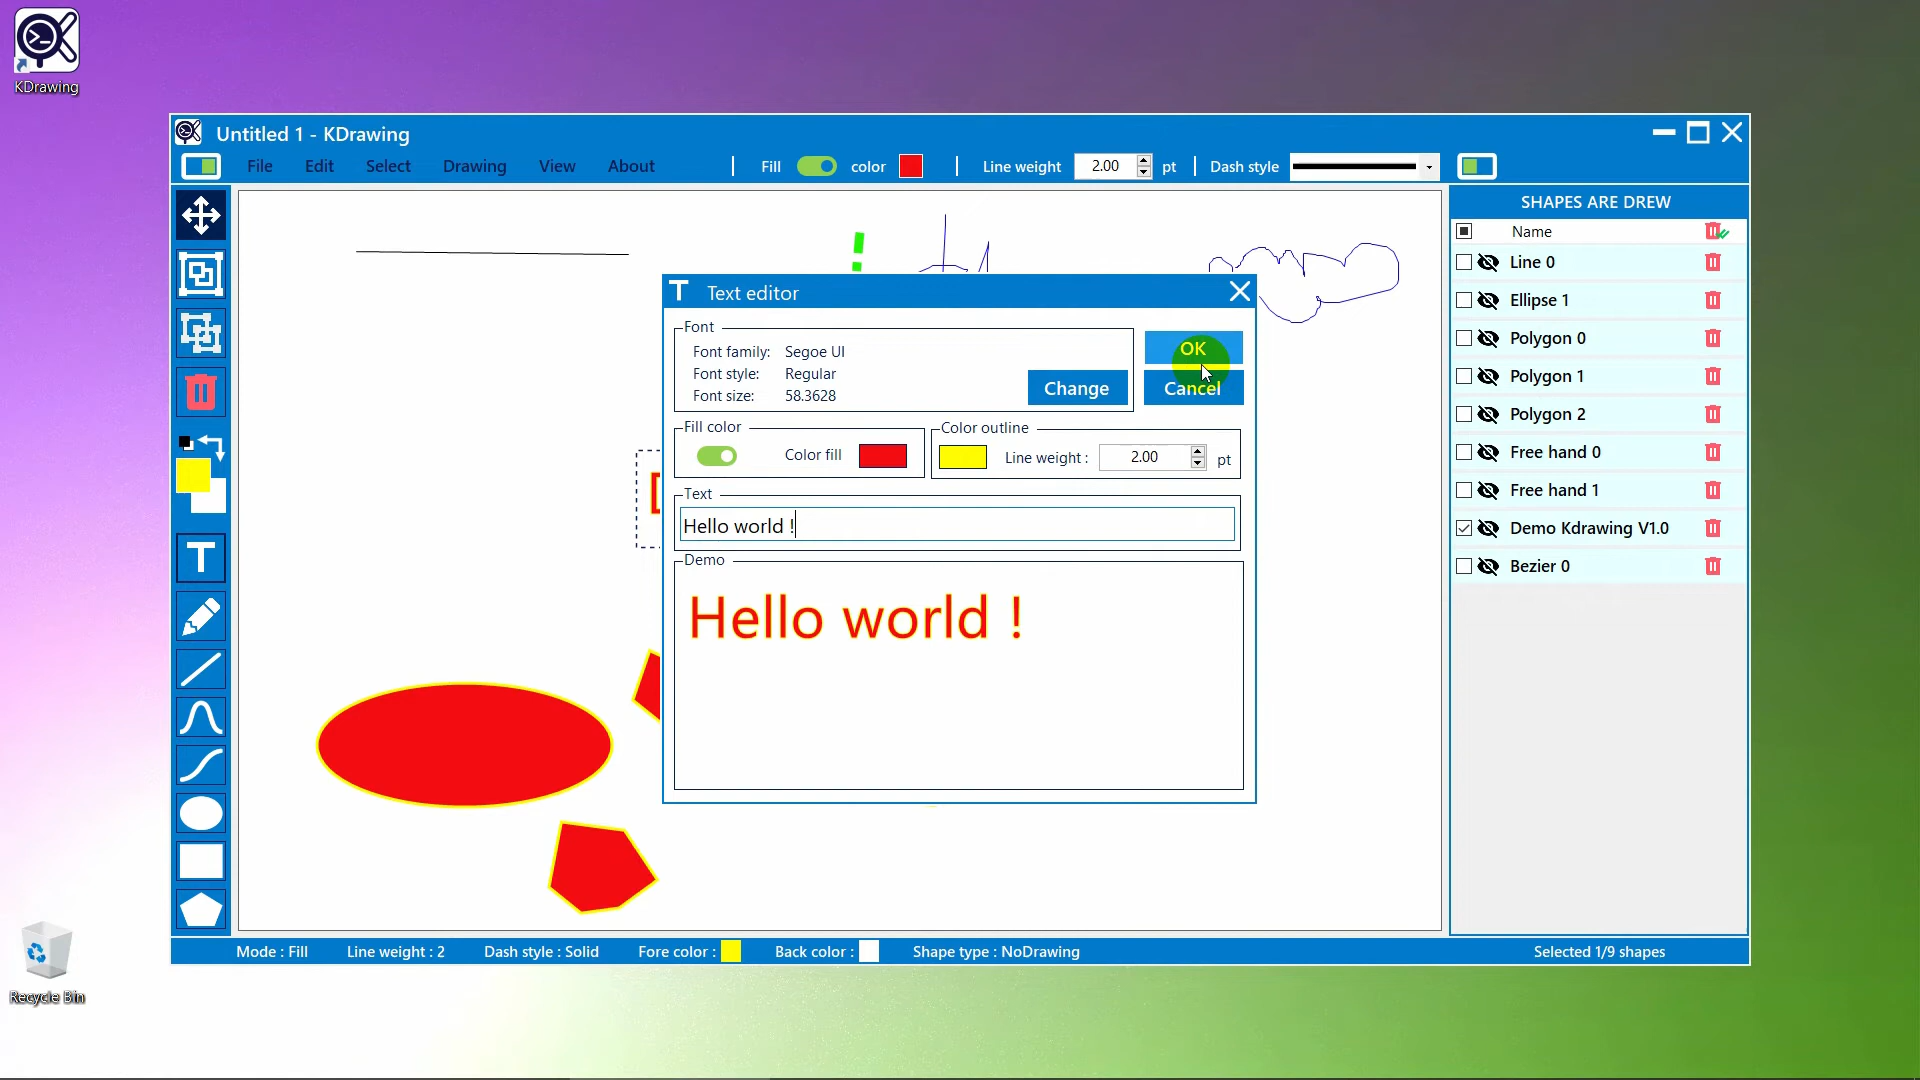 KDrawing
Untitled 1 - KDrawing
File Edit Select Drawing View About Fill color Line weight 2.00 pt Dash style
SHAPES ARE DREW
Name
Line 0
Ellipse 1
Polygon 0
Polygon 1
Polygon 2
Free hand 0
Free hand 1
Demo Kdrawing V1.0
Bezier 0
!
T Text editor
Font
Font family: Segoe UI
Font style: Regular
Font size: 58.3628
Change
OK
Cancel
Fill color
Color fill
Color outline
Line weight : 2.00 pt
Text
Hello world !
Demo
Hello world !
T
Mode : Fill Line weight : 2 Dash style : Solid Fore color : Back color : Shape type : NoDrawing Selected 1/9 shapes
Recycle Bin